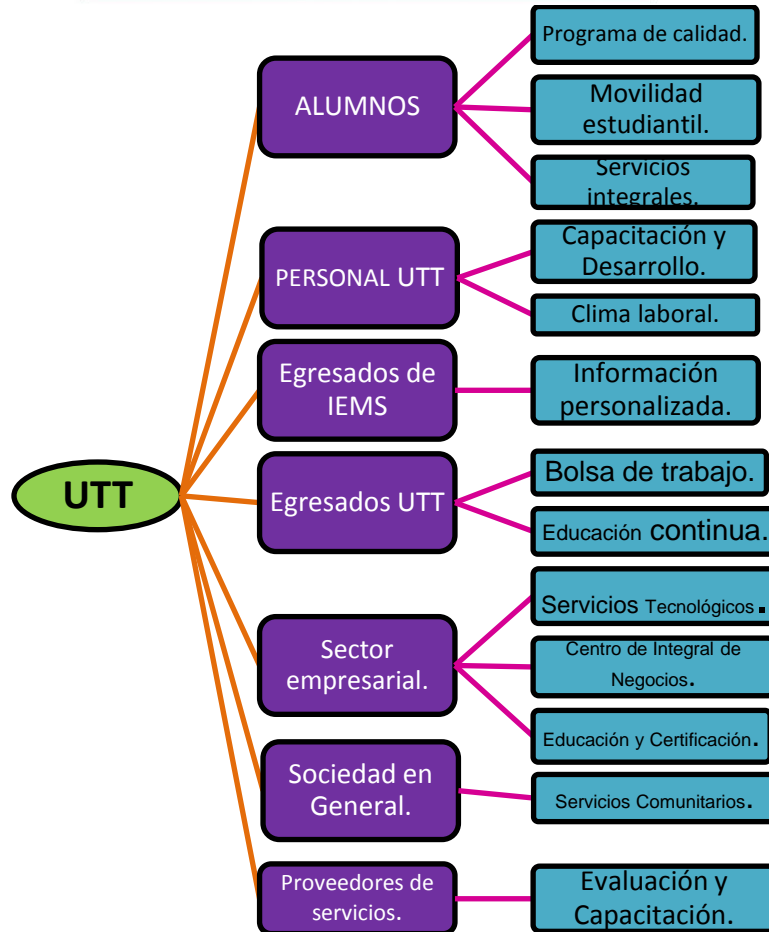 Programa de calidad.
ALUMNOS
Movilidad
estudiantil.
Servicios
integrales.
PERSONAL UTT
Capacitación y
Desarrollo.
Clima laboral.
Egresados de
IEMS
Información
personalizada.
UTT
Egresados UTT
Bolsa de trabajo.
Educación continua.
Sector
empresarial.
Servicios Tecnológicos.
Centro de Integral de
Negocios.
Educación y Certificación.
Sociedad en
General.
Servicios Comunitarios.
Proveedores de
servicios.
Evaluación y
Capacitación.